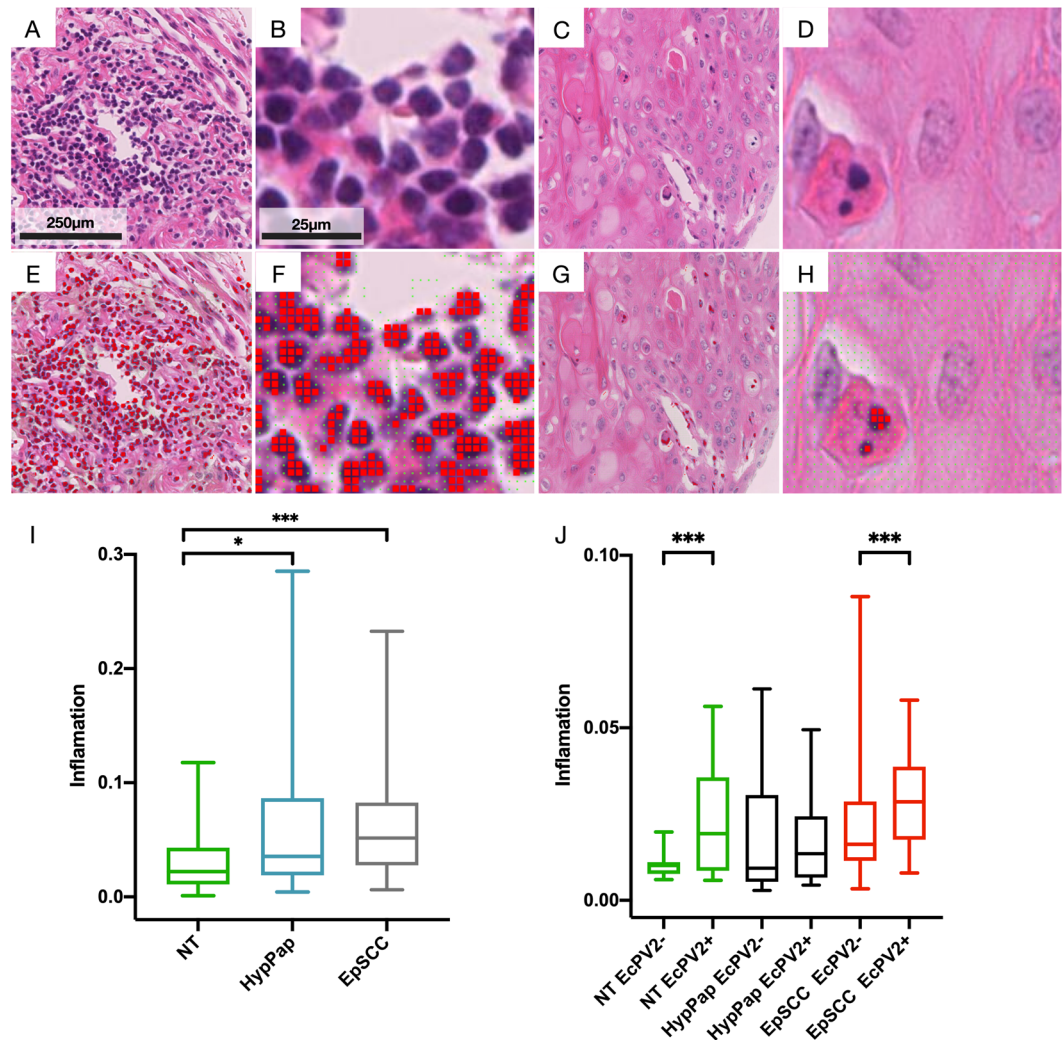 A
B
C
D
250μm
25μm
E
F
G
H
I
***
*
0.3
0.2
0.1
0.0
Inflamation
NT
HypPap
EpSCC
J
***
***
0.10
0.05
0.00
Inflamation
NT EcPV2-
NT EcPV2+
HypPap EcPV2-
HypPap EcPV2+
EpSCC EcPV2-
EpSCC EcPV2+